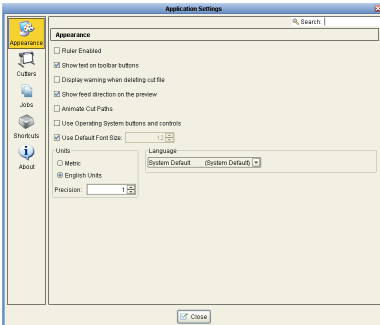 Application Settings
Search:
Appearance
Appearance
Ruler Enabled
Show text on toolbar buttons
Cutters
Display warning when deleting cut file
Show feed direction on the preview
Jobs
Animate Cut Paths
Use Operating System buttons and controls
Shortcuts
Use Default Font Size: 12
Units
Language
Metric
System Default (System Default)
About
English Units
Precision: 1
Close